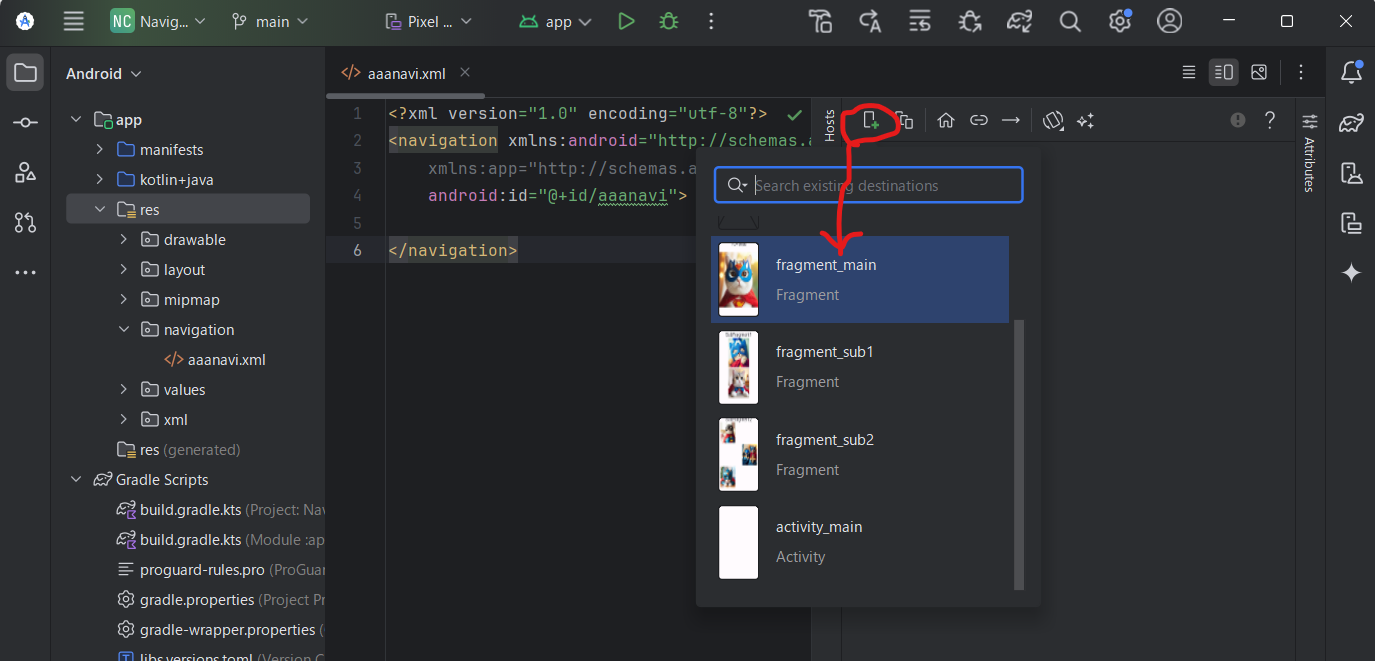 NC Navig...
main
Pixel ...
app
Android
app
manifests
kotlin+java
res
drawable
layout
mipmap
navigation
aaanavi.xml
values
xml
res (generated)
Gradle Scripts
build.gradle.kts (Project: Nav
build.gradle.kts (Module :ap
proguard-rules.pro (ProGuar
gradle.properties (Project Pr
gradle-wrapper.properties (
libs.versions.toml (Version C
aaanavi.xml
1 <?xml version="1.0" encoding="utf-8"?>
2 <navigation xmlns:android="http://schemas.a
3 xmlns:app="http://schemas.a
4 android:id="@+id/aaanavi">
5
6 </navigation>
Hosts
Search existing destinations
fragment_main
Fragment
fragment_sub1
Fragment
fragment_sub2
Fragment
activity_main
Activity
Attributes